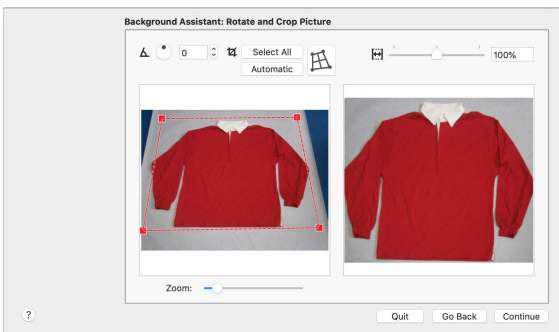 Background Assistant: Rotate and Crop Picture
0
Select All
Automatic
100%
Zoom:
?
Quit
Go Back
Continue